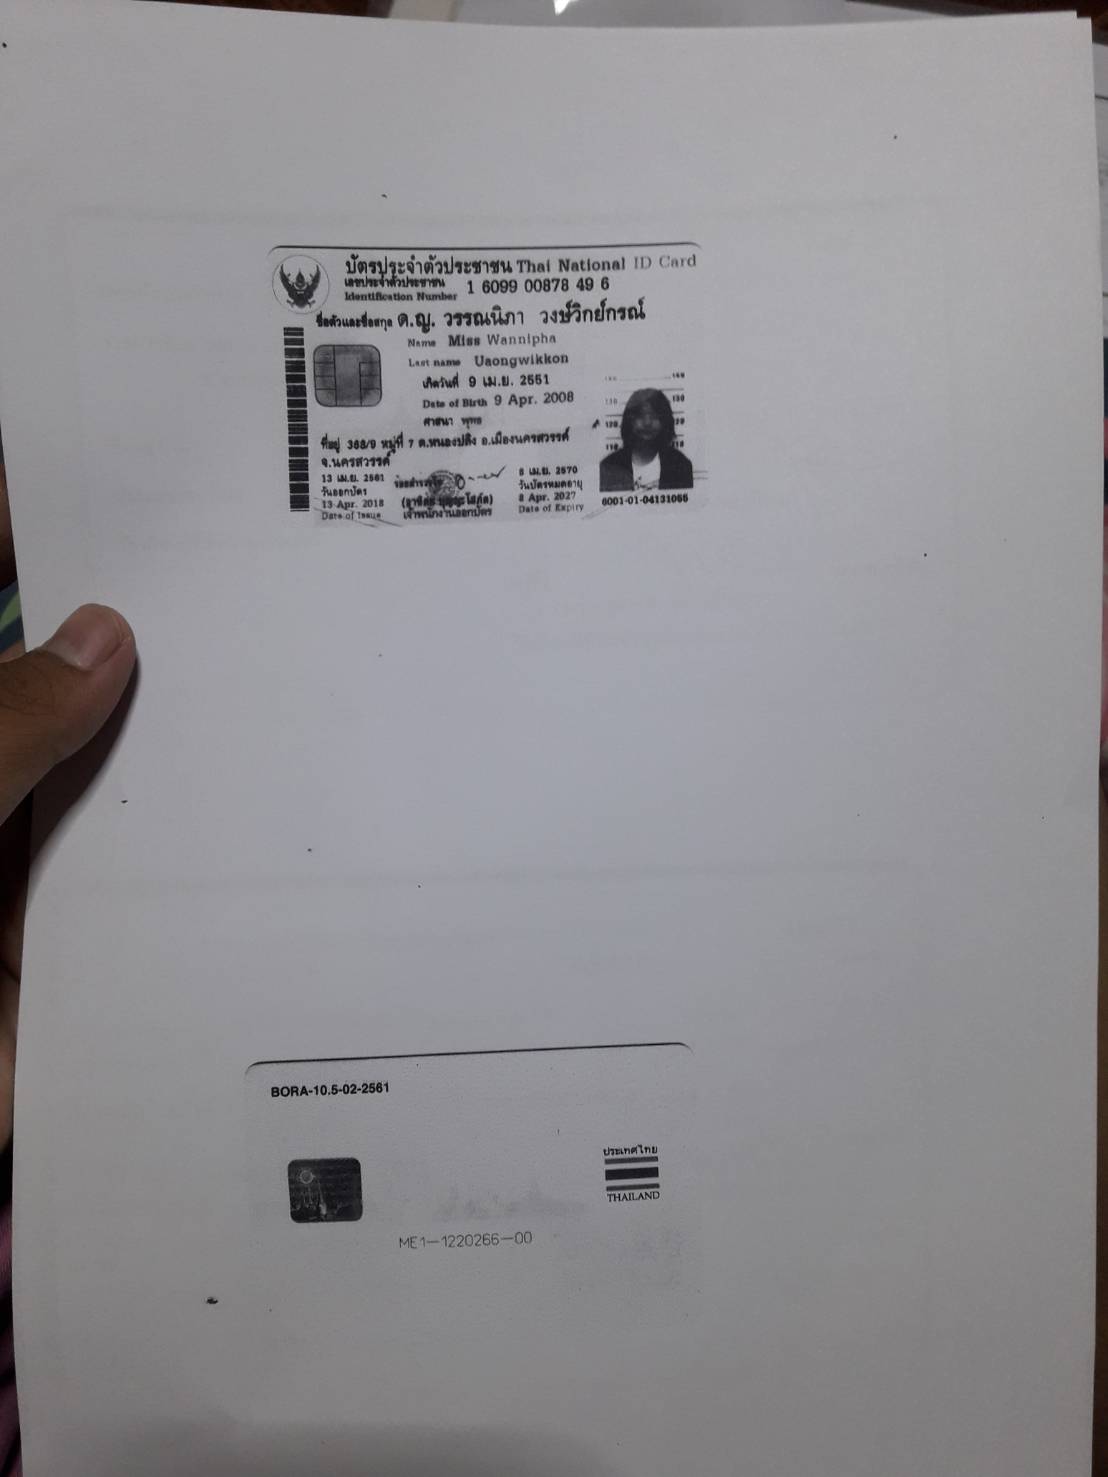 บัตรประจำตัวประชาชน Thai National ID Card
เลขประจำตัวประชาชน
Identification Number 1 6099 00878 49 6
ชื่อตัวและชื่อสกุล ด.ญ. วรรณนิภา วงษ์วิกย์กรณ์
Name Miss Wannipha
Last name Uaongwikkon
เกิดวันที่ 9 เม.ย. 2551
Date of Birth 9 Apr. 2008
ศาสนา พุทธ
ที่อยู่ 368/9 หมู่ที่ 7 ต.หนองปลิง อ.เมืองนครสวรรค์
จ.นครสวรรค์
13 เม.ย. 2561
วันออกบัตร
13 Apr. 2018
Date of Issue
เจ้าพนักงานออกบัตร
8 เม.ย. 2570
วันบัตรหมดอายุ
8 Apr. 2027
Date of Expiry
6001-01-04131066
BORA-10.5-02-2561
ประเทศไทย
THAILAND
ME1-1220266-00